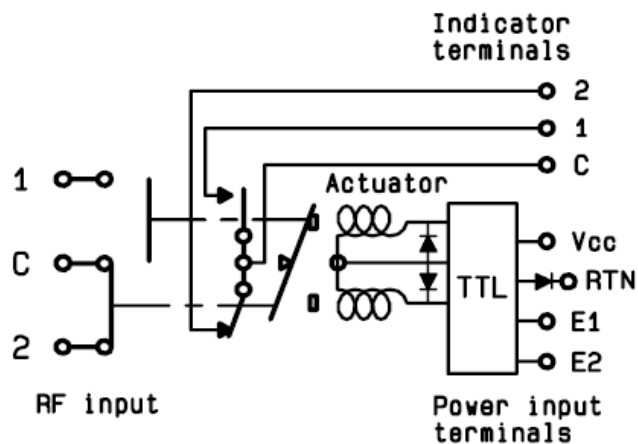 Indicator
terminals
2
1
C
1
Actuator
C
Vcc
TTL
RTN
E1
2
E2
RF input
Power input
terminals